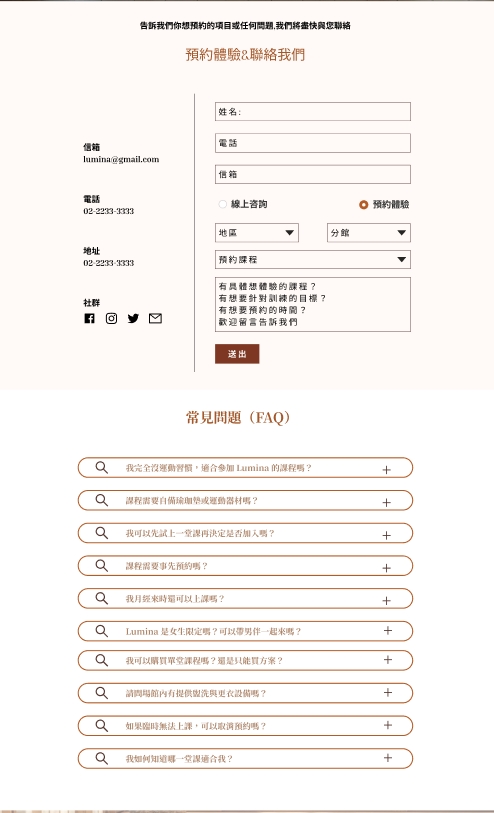 告訴我們你想預約的項目或任何問題,我們將盡快與您聯絡
預約體驗&聯絡我們
信箱
lumina@gmail.com
電話
02-2233-3333
地址
02-2233-3333
社群
姓名:
電話
信箱
線上咨詢
預約體驗
地區
分館
預約課程
有具體想體驗的課程？
有想要針對訓練的目標？
有想要預約的時間？
歡迎留言告訴我們
送出
常見問題（FAQ）
我完全沒運動習慣，適合參加 Lumina 的課程嗎？
課程需要自備瑜珈墊或運動器材嗎？
我可以先試上一堂課再決定是否加入嗎？
課程需要事先預約嗎？
我月經來時還可以上課嗎？
Lumina 是女生限定嗎？可以帶男伴一起來嗎？
我可以購買單堂課程嗎？還是只能買方案？
請問場館內有提供盥洗與更衣設備嗎？
如果臨時無法上課，可以取消預約嗎？
我如何知道哪一堂課適合我？